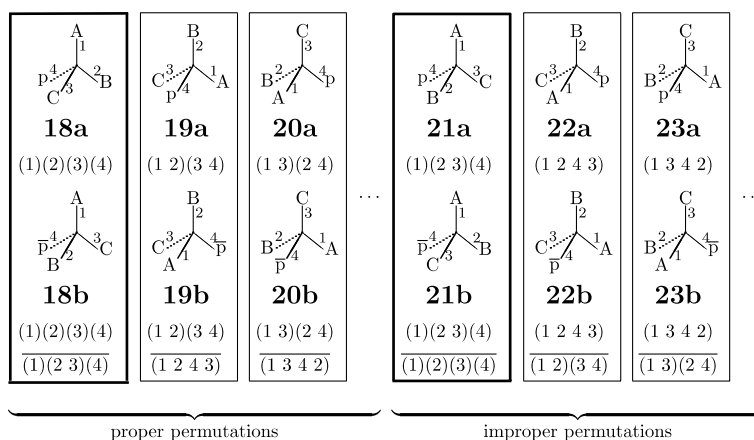 A B C A B C
1 2 3 1 2 3
p 4 2 B C 3 1 A B 2 4 p p 4 3 C C 3 4 p B 2 1 A
C 3 p 4 A 1 B 2 A 1 p 4
18a 19a 20a 21a 22a 23a
(1)(2)(3)(4) (1 2)(3 4) (1 3)(2 4) (1)(2 3)(4) (1 2 4 3) (1 3 4 2)
... ...
A B C A B C
1 2 3 1 2 3
p̅ 4 3 C C 3 4 p̅ B 2 1 A p̅ 4 2 B C 3 1 A B 2 4 p̅
B 2 A 1 p̅ 4 C 3 p̅ 4 A 1
18b 19b 20b 21b 22b 23b
(1)(2)(3)(4) (1 2)(3 4) (1 3)(2 4) (1)(2 3)(4) (1 2 4 3) (1 3 4 2)
(1)(2 3)(4) (1 2 4 3) (1 3 4 2) (1)(2)(3)(4) (1 2)(3 4) (1 3)(2 4)
proper permutations improper permutations